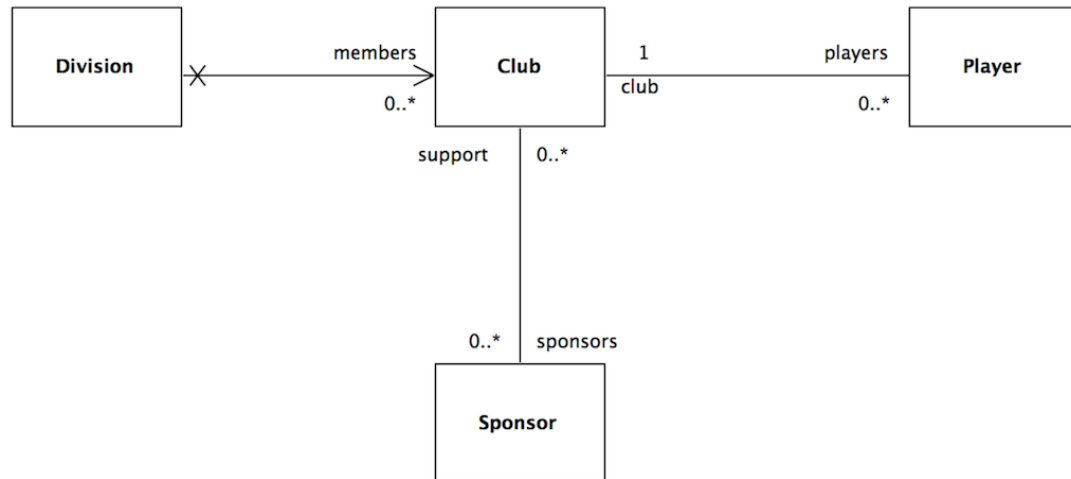 Division
members
0..*
Club
1
club
players
0..*
Player
support
0..*
0..*
sponsors
Sponsor